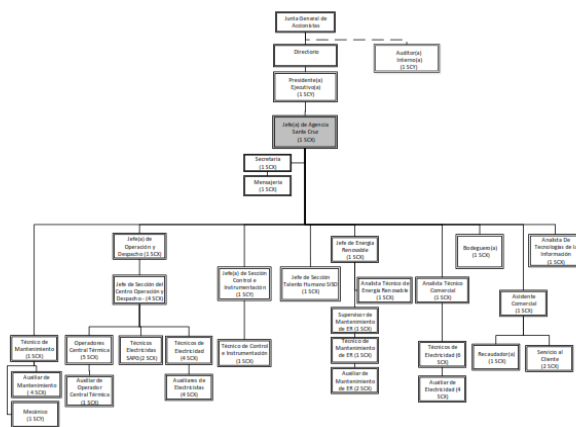 Junta General de
Accionistas
Directorio
Auditor(a)
Interno(a)
(1 SCY)
Presidente(a)
Ejecutivo(a)
(1 SCY)
Jefe(a) de Agencia
Santa Cruz
(1 SCX)
Secretaria
(1 SCX)
Mensajería
(1 SCX)
Jefe(a) de
Operación y
Despacho (1 SCX)
Jefe de Sección del
Centro Operación y
Despacho - (4 SCX)
Jefe(a) de Sección
Control e
Instrumentación
(1 SCY)
Jefe de Sección
Talento Humano SISO
(1 SCX)
Jefe de Energía
Renovable
(1 SCX)
Analista Técnico de
Energía Renovable
(1 SCX)
Analista Técnico
Comercial
(1 SCX)
Bodeguero(a)
(1 SCX)
Analista De
Tecnologías de la
Información
(1 SCX)
Asistente
Comercial
(1 SCX)
Supervisor de
Mantenimiento
de ER (1 SCX)
Técnico de
Mantenimiento
(1 SCX)
Operadores
Central Térmica
(5 SCX)
Técnicos
Electricistas
SAPG(2 SCX)
Técnicos de
Electricidad
(4 SCX)
Técnico de Control
e Instrumentación
(1 SCX)
Técnico de
Mantenimiento
de ER (1 SCX)
Técnicos de
Electricidad (6
SCX)
Recaudador(a)
(1 SCX)
Servicio al
Cliente
(2 SCX)
Auxiliar de
Mantenimiento
( 4 SCX)
Auxiliar de
Operador
Central Térmica
(1 SCX)
Auxiliares de
Electricistas
(4 SCX)
Auxiliar de
Mantenimiento
de ER (2 SCX)
Auxiliar de
Electricidad (4
SCX)
Mecánico
(1 SCY)